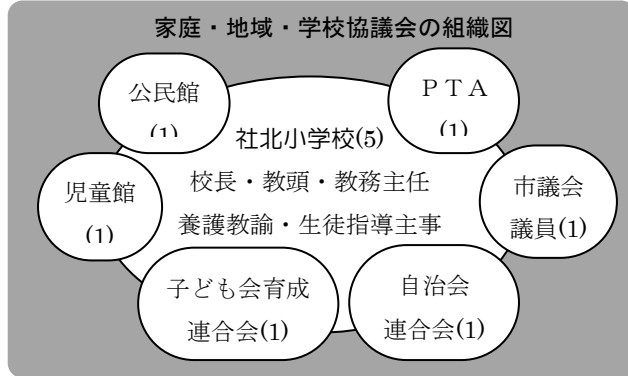 家庭・地域・学校協議会の組織図
公民館
(1)
ＰＴＡ
(1)
社北小学校(5)
校長・教頭・教務主任
養護教諭・生徒指導主事
児童館
(1)
市議会
議員(1)
子ども会育成
連合会(1)
自治会
連合会(1)